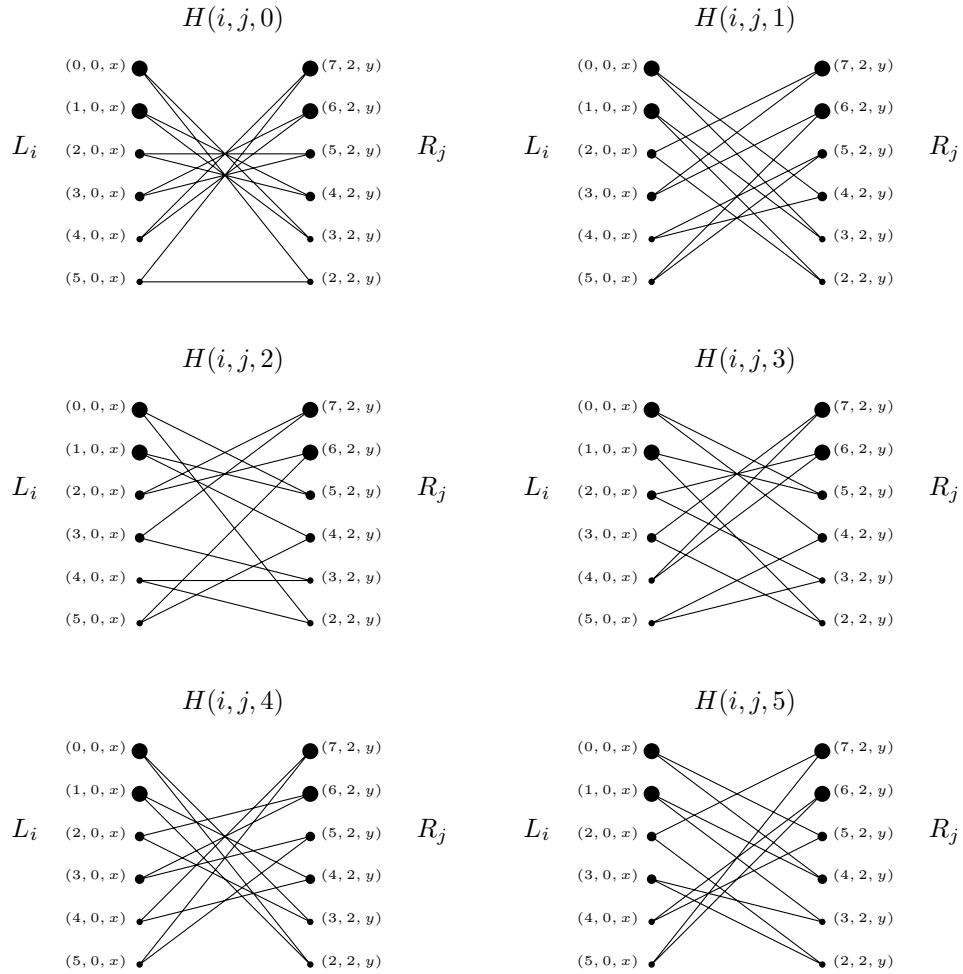 H(i, j, 0) H(i, j, 1)
(0, 0, x) (7, 2, y) (0, 0, x) (7, 2, y)
(1, 0, x) (6, 2, y) (1, 0, x) (6, 2, y)
L_i R_j L_i R_j
(2, 0, x) (5, 2, y) (2, 0, x) (5, 2, y)
(3, 0, x) (4, 2, y) (3, 0, x) (4, 2, y)
(4, 0, x) (3, 2, y) (4, 0, x) (3, 2, y)
(5, 0, x) (2, 2, y) (5, 0, x) (2, 2, y)
H(i, j, 2) H(i, j, 3)
(0, 0, x) (7, 2, y) (0, 0, x) (7, 2, y)
(1, 0, x) (6, 2, y) (1, 0, x) (6, 2, y)
L_i R_j L_i R_j
(2, 0, x) (5, 2, y) (2, 0, x) (5, 2, y)
(3, 0, x) (4, 2, y) (3, 0, x) (4, 2, y)
(4, 0, x) (3, 2, y) (4, 0, x) (3, 2, y)
(5, 0, x) (2, 2, y) (5, 0, x) (2, 2, y)
H(i, j, 4) H(i, j, 5)
(0, 0, x) (7, 2, y) (0, 0, x) (7, 2, y)
(1, 0, x) (6, 2, y) (1, 0, x) (6, 2, y)
L_i R_j L_i R_j
(2, 0, x) (5, 2, y) (2, 0, x) (5, 2, y)
(3, 0, x) (4, 2, y) (3, 0, x) (4, 2, y)
(4, 0, x) (3, 2, y) (4, 0, x) (3, 2, y)
(5, 0, x) (2, 2, y) (5, 0, x) (2, 2, y)